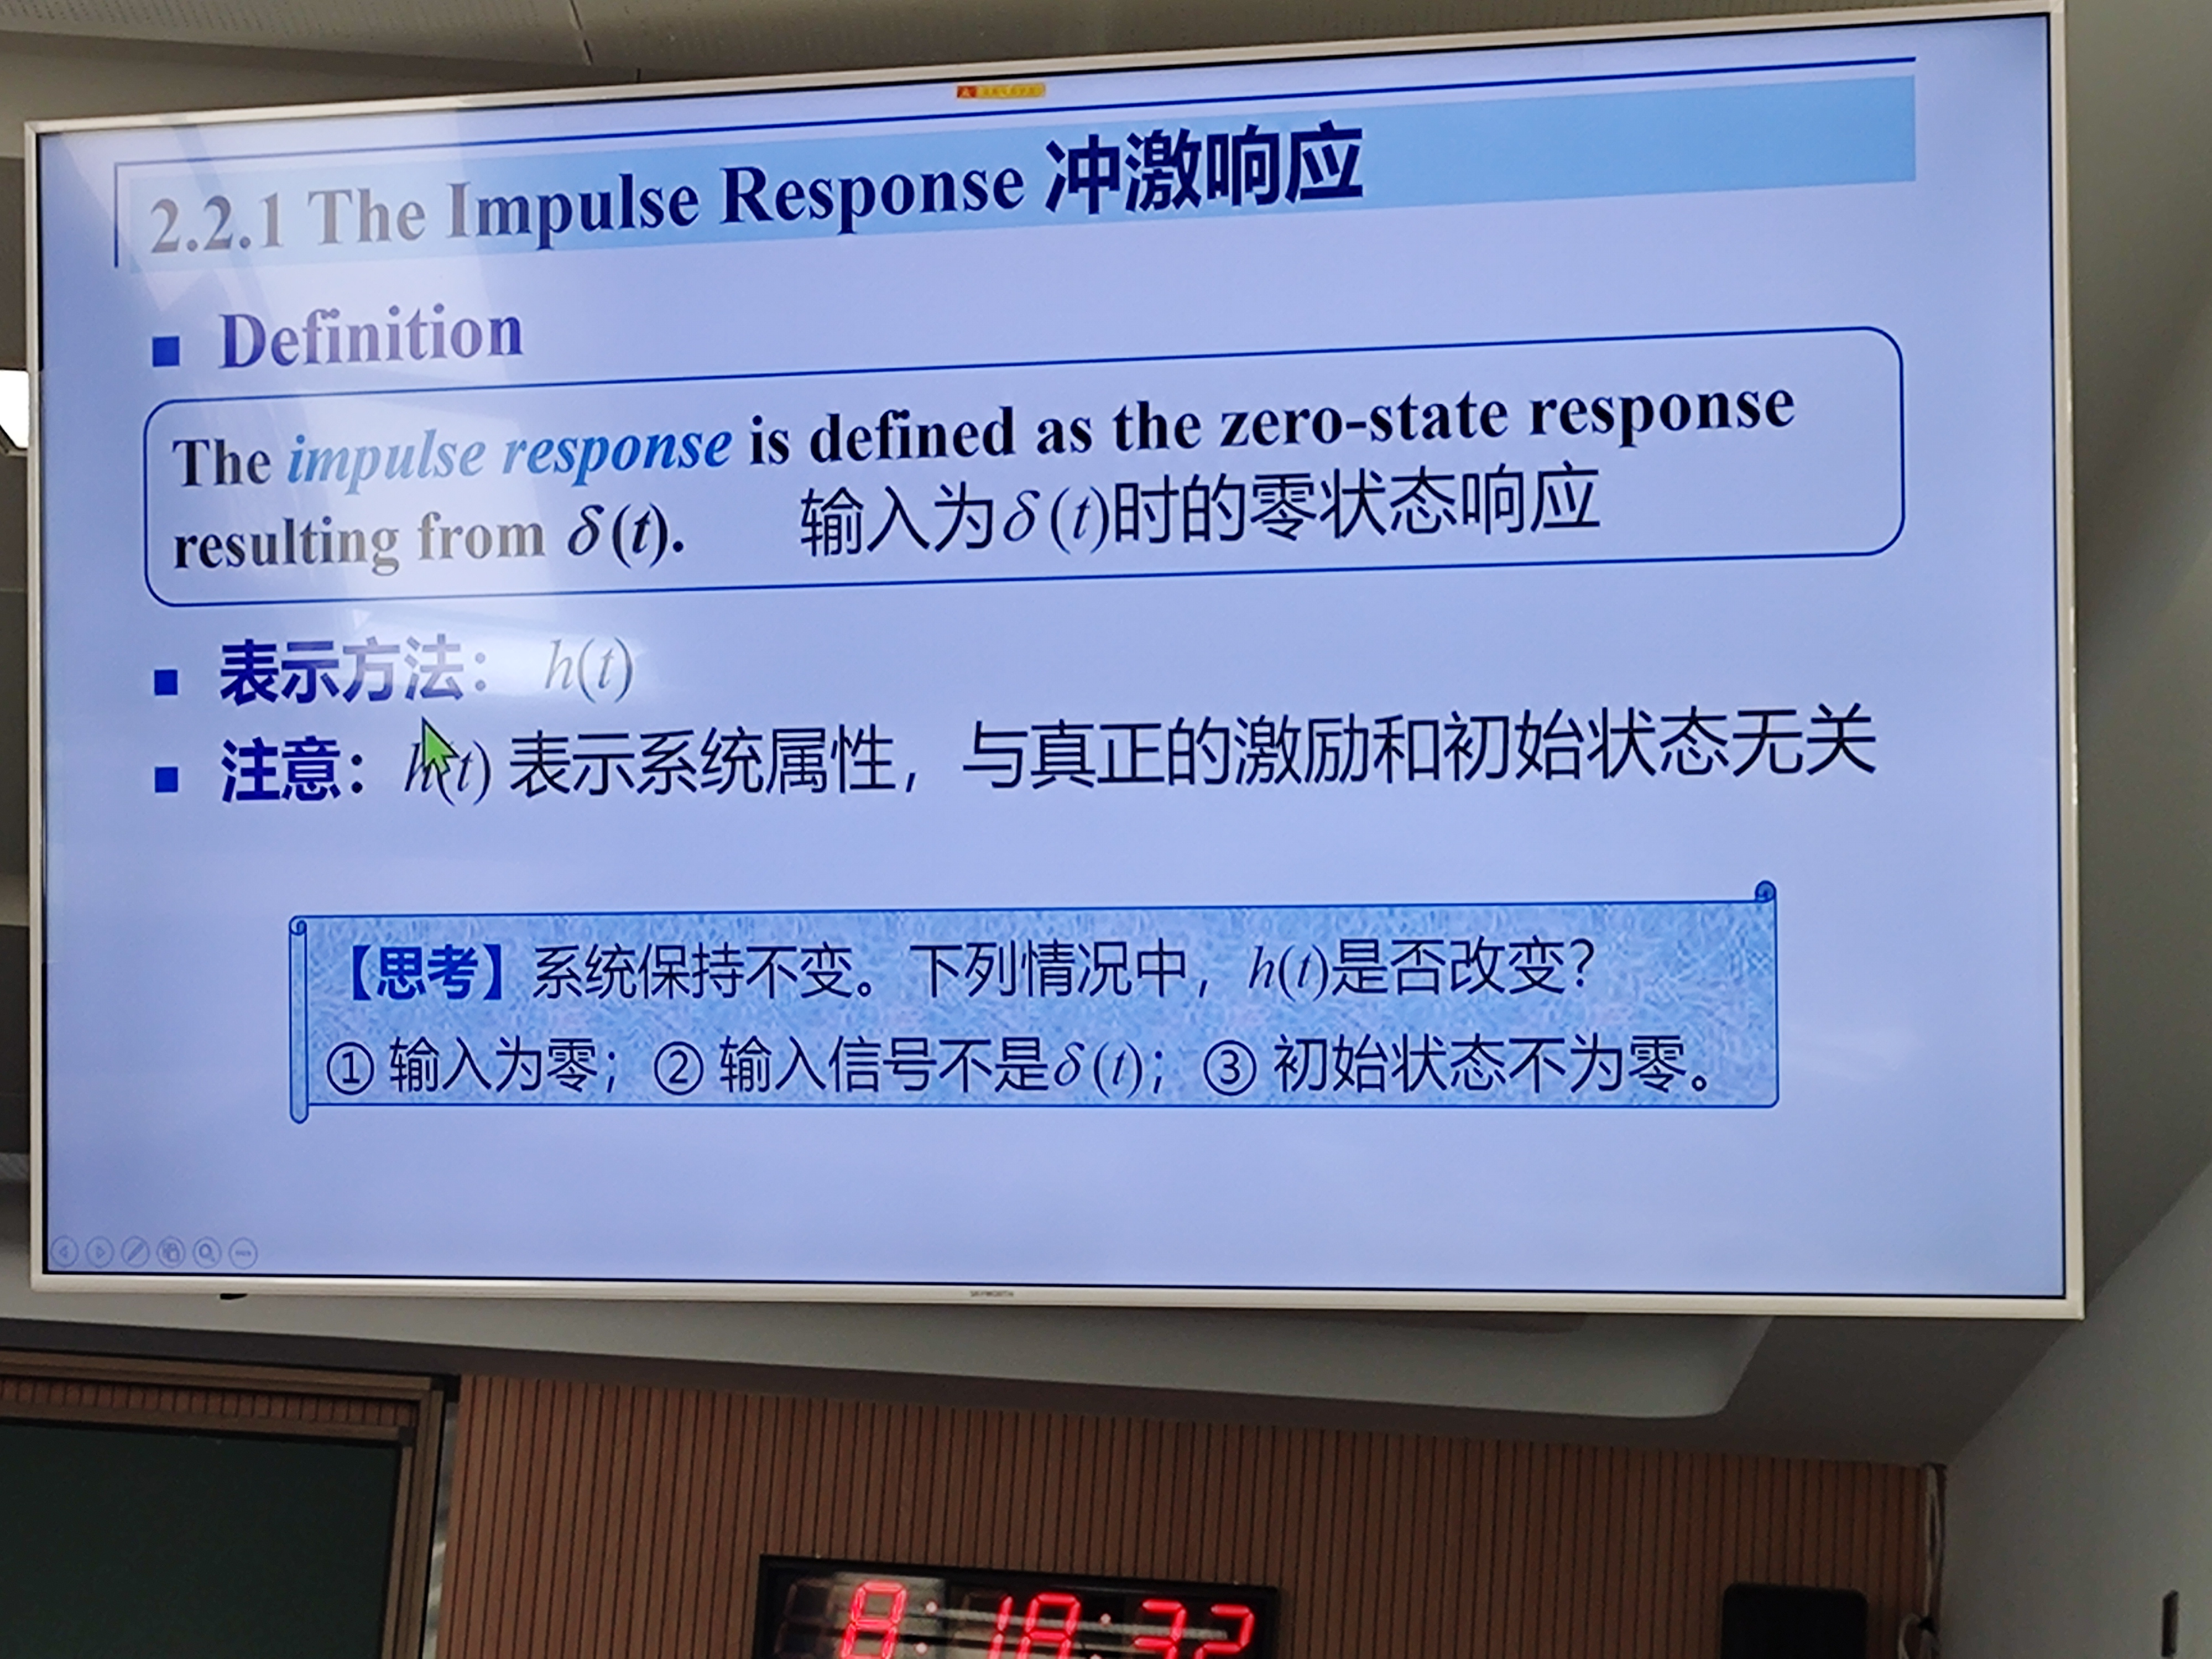 2.2.1 The Impulse Response 冲激响应
■ Definition
The impulse response is defined as the zero-state response
resulting from δ(t). 输入为δ(t)时的零状态响应
■ 表示方法： h(t)
■ 注意：h(t) 表示系统属性，与真正的激励和初始状态无关
【思考】系统保持不变。下列情况中，h(t)是否改变？
① 输入为零；② 输入信号不是δ(t)；③ 初始状态不为零。
SKYWORTH
8:18:32